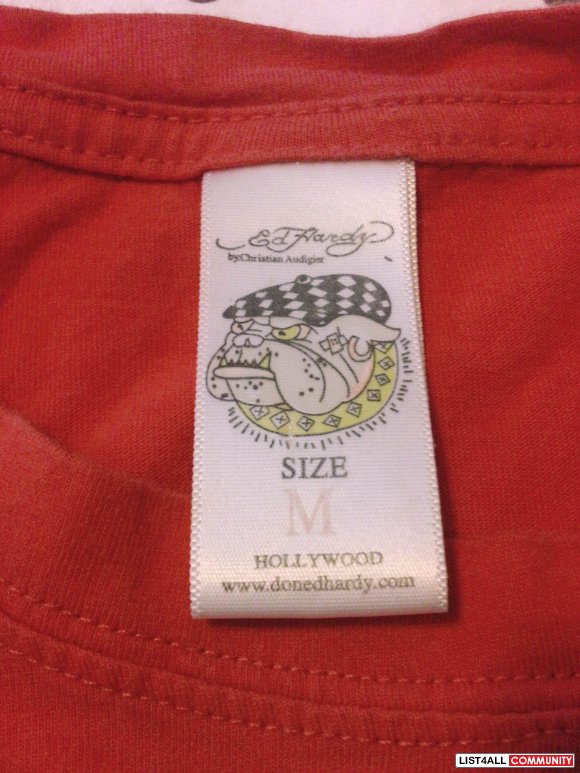 Ed Hardy
by Christian Audigier
SIZE
M
HOLLYWOOD
www.donedhardy.com
LIST4ALL COMMUNITY